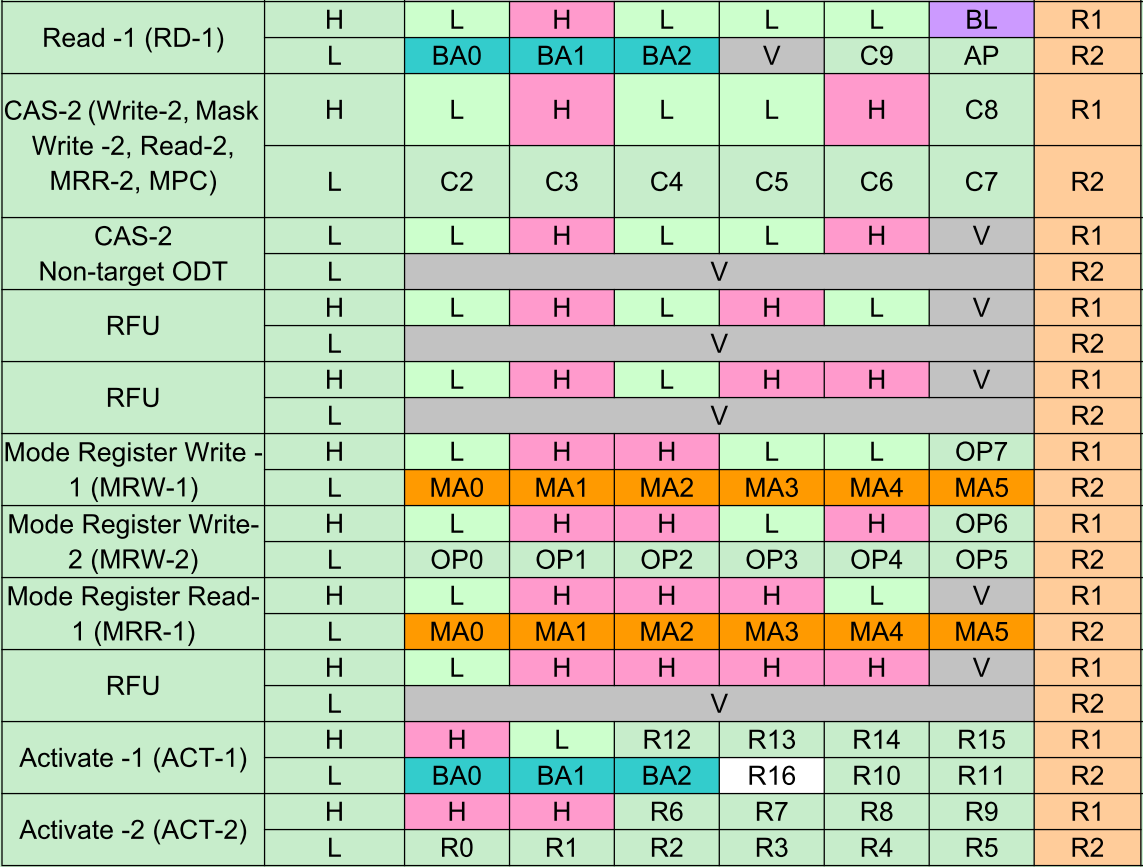 Read -1 (RD-1) H L H L L L BL R1
L BA0 BA1 BA2 V C9 AP R2
CAS-2 (Write-2, Mask
Write -2, Read-2,
MRR-2, MPC) H L H L L H C8 R1
L C2 C3 C4 C5 C6 C7 R2
CAS-2 L L H L L H V R1
Non-target ODT L V R2
RFU H L H L H L V R1
L V R2
RFU H L H L H H V R1
L V R2
Mode Register Write - H L H H L L OP7 R1
1 (MRW-1) L MA0 MA1 MA2 MA3 MA4 MA5 R2
Mode Register Write- H L H H L H OP6 R1
2 (MRW-2) L OP0 OP1 OP2 OP3 OP4 OP5 R2
Mode Register Read- H L H H H L V R1
1 (MRR-1) L MA0 MA1 MA2 MA3 MA4 MA5 R2
RFU H L H H H H V R1
L V R2
Activate -1 (ACT-1) H H L R12 R13 R14 R15 R1
L BA0 BA1 BA2 R16 R10 R11 R2
Activate -2 (ACT-2) H H H R6 R7 R8 R9 R1
L R0 R1 R2 R3 R4 R5 R2